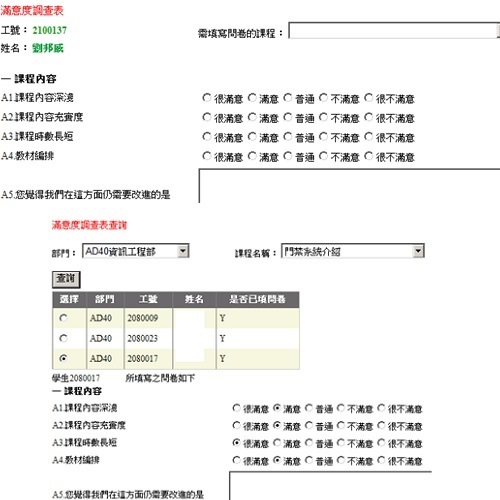 滿意度調查表
工號： 2100137 需填寫問卷的課程：
姓名： 劉邦威
一 課程內容
A1.課程內容深淺 很滿意 滿意 普通 不滿意 很不滿意
A2.課程內容充實度 很滿意 滿意 普通 不滿意 很不滿意
A3.課程時數長短 很滿意 滿意 普通 不滿意 很不滿意
A4.教材編排 很滿意 滿意 普通 不滿意 很不滿意
A5.您覺得我們在這方面仍需要改進的是
滿意度調查表查詢
部門： AD40資訊工程部 課程名稱： 門禁系統介紹
查詢
選擇 部門 工號 姓名 是否已填問卷
AD40 2080009 Y
AD40 2080023 Y
AD40 2080017 Y
學生2080017 所填寫之問卷如下
一 課程內容
A1.課程內容深淺 很滿意 滿意 普通 不滿意 很不滿意
A2.課程內容充實度 很滿意 滿意 普通 不滿意 很不滿意
A3.課程時數長短 很滿意 滿意 普通 不滿意 很不滿意
A4.教材編排 很滿意 滿意 普通 不滿意 很不滿意
A5.您覺得我們在這方面仍需要改進的是